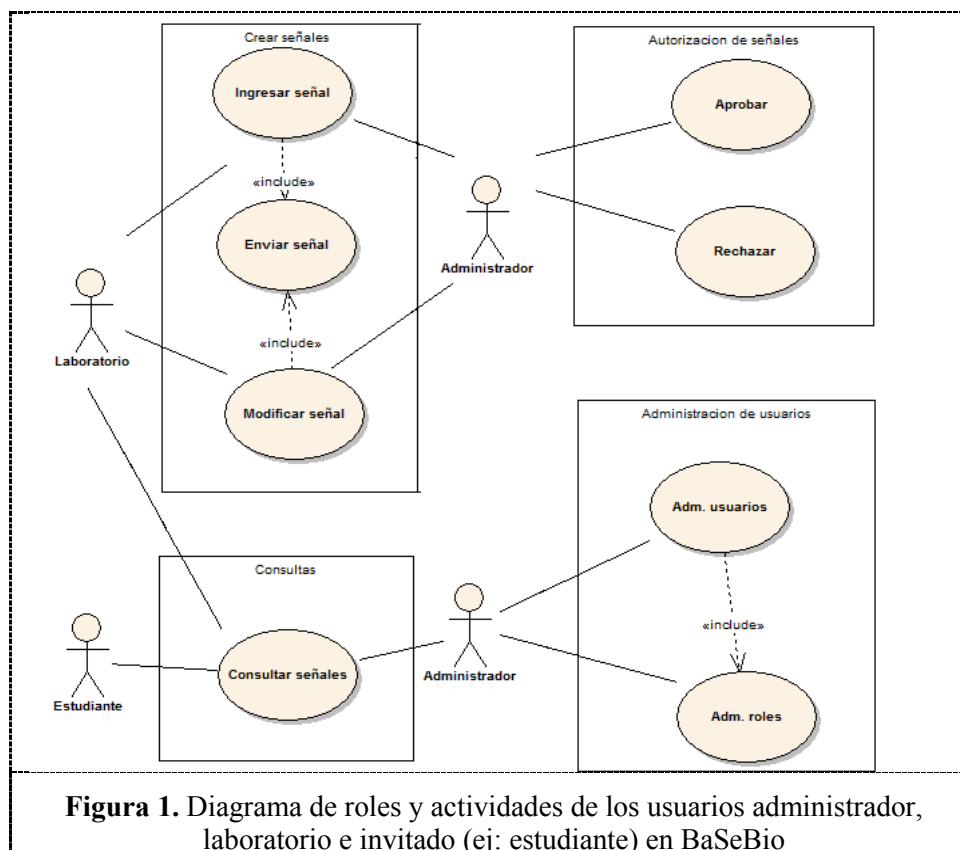 Crear señales
Ingresar señal
«include»
Enviar señal
«include»
Modificar señal
Laboratorio
Administrador
Autorizacion de señales
Aprobar
Rechazar
Administracion de usuarios
Adm. usuarios
«include»
Adm. roles
Consultas
Consultar señales
Estudiante
Administrador
Figura 1. Diagrama de roles y actividades de los usuarios administrador,
laboratorio e invitado (ej: estudiante) en BaSeBio